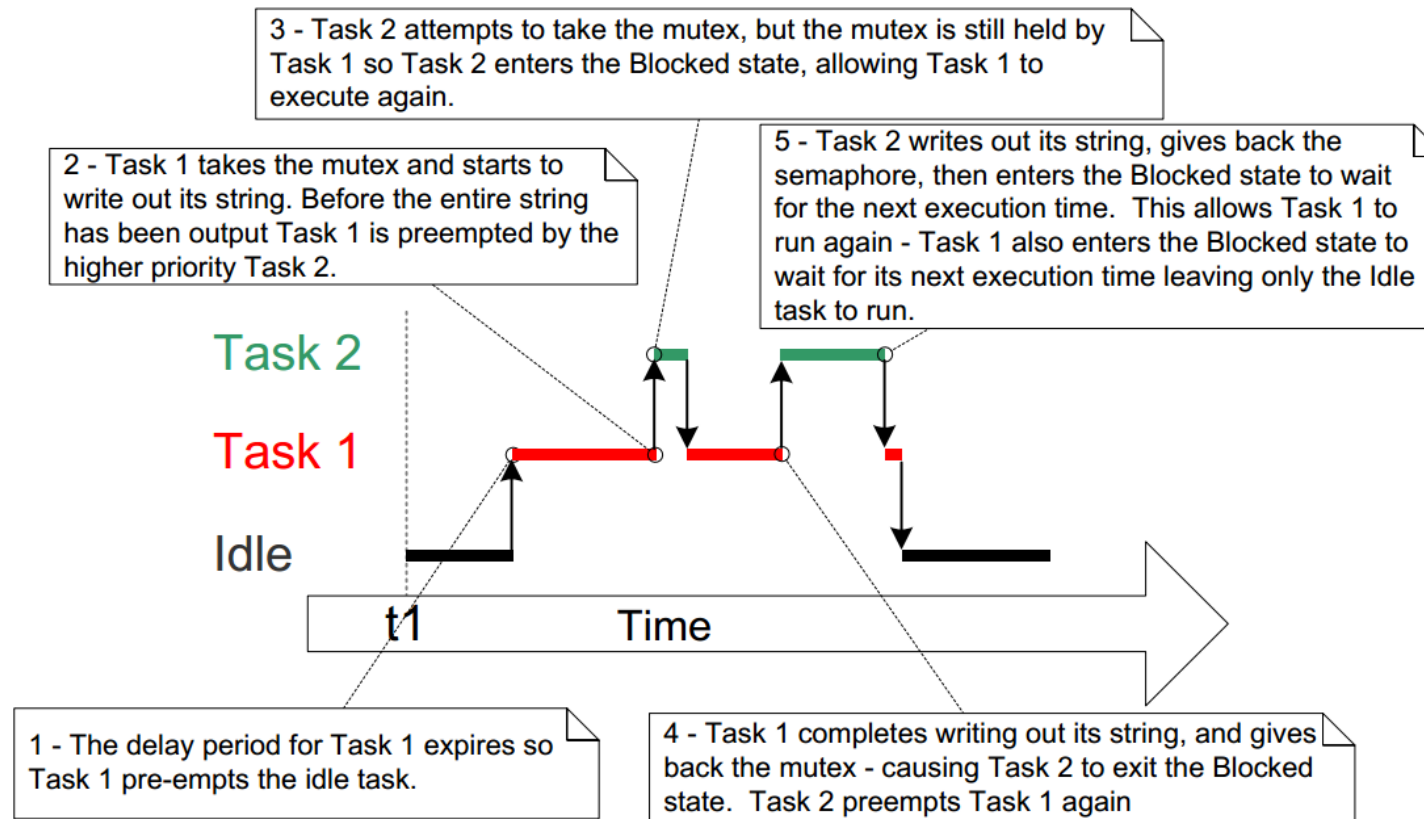 3 - Task 2 attempts to take the mutex, but the mutex is still held by
Task 1 so Task 2 enters the Blocked state, allowing Task 1 to
execute again.
2 - Task 1 takes the mutex and starts to
write out its string. Before the entire string
has been output Task 1 is preempted by the
higher priority Task 2.
5 - Task 2 writes out its string, gives back the
semaphore, then enters the Blocked state to wait
for the next execution time.  This allows Task 1 to
run again - Task 1 also enters the Blocked state to
wait for its next execution time leaving only the Idle
task to run.
Task 2
Task 1
Idle
t1
Time
1 - The delay period for Task 1 expires so
Task 1 pre-empts the idle task.
4 - Task 1 completes writing out its string, and gives
back the mutex - causing Task 2 to exit the Blocked
state.  Task 2 preempts Task 1 again